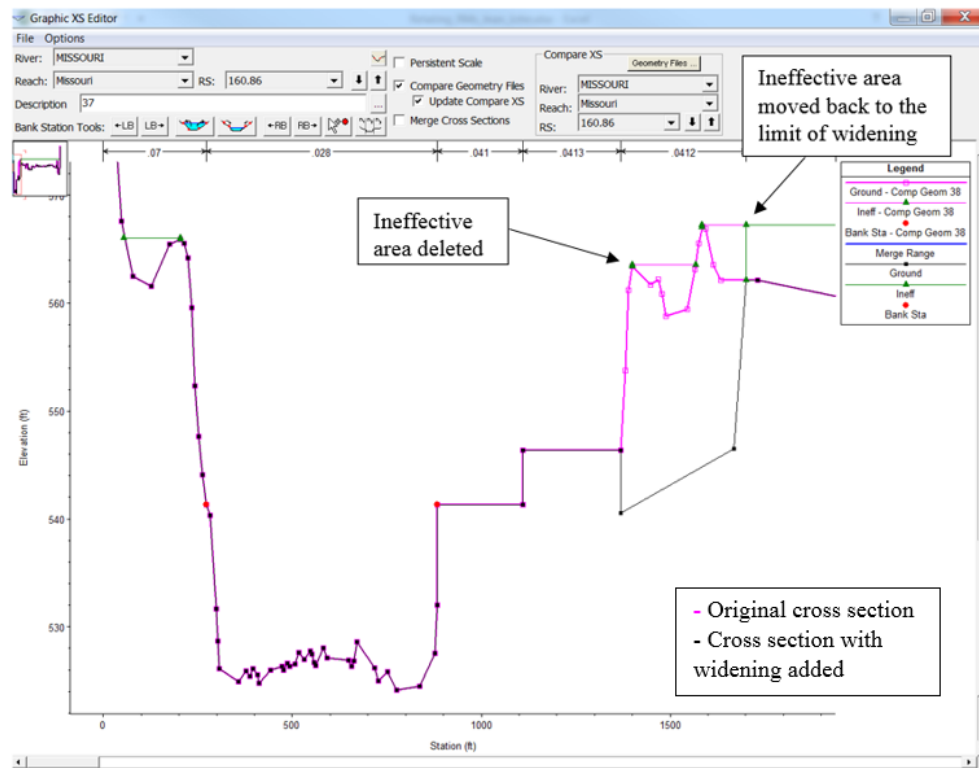 Graphic XS Editor
File Options
River: MISSOURI
Reach: Missouri RS: 160.86
Description 37 ...
Bank Station Tools: +LB LB+ +RB RB+
Persistent Scale
Compare Geometry Files
Update Compare XS
Merge Cross Sections
Compare XS
Geometry Files ...
River: MISSOURI
Reach: Missouri
RS: 160.86
Ineffective area
moved back to the
limit of widening
.07 .028 .041 .0413 .0412
Legend
Ground - Comp Geom 38
Ineff - Comp Geom 38
Bank Sta - Comp Geom 38
Merge Range
Ground
Ineff
Bank Sta
Ineffective
area deleted
570
560
550
540
530
Elevation (ft)
- Original cross section
- Cross section with
widening added
0 500 1000 1500
Station (ft)